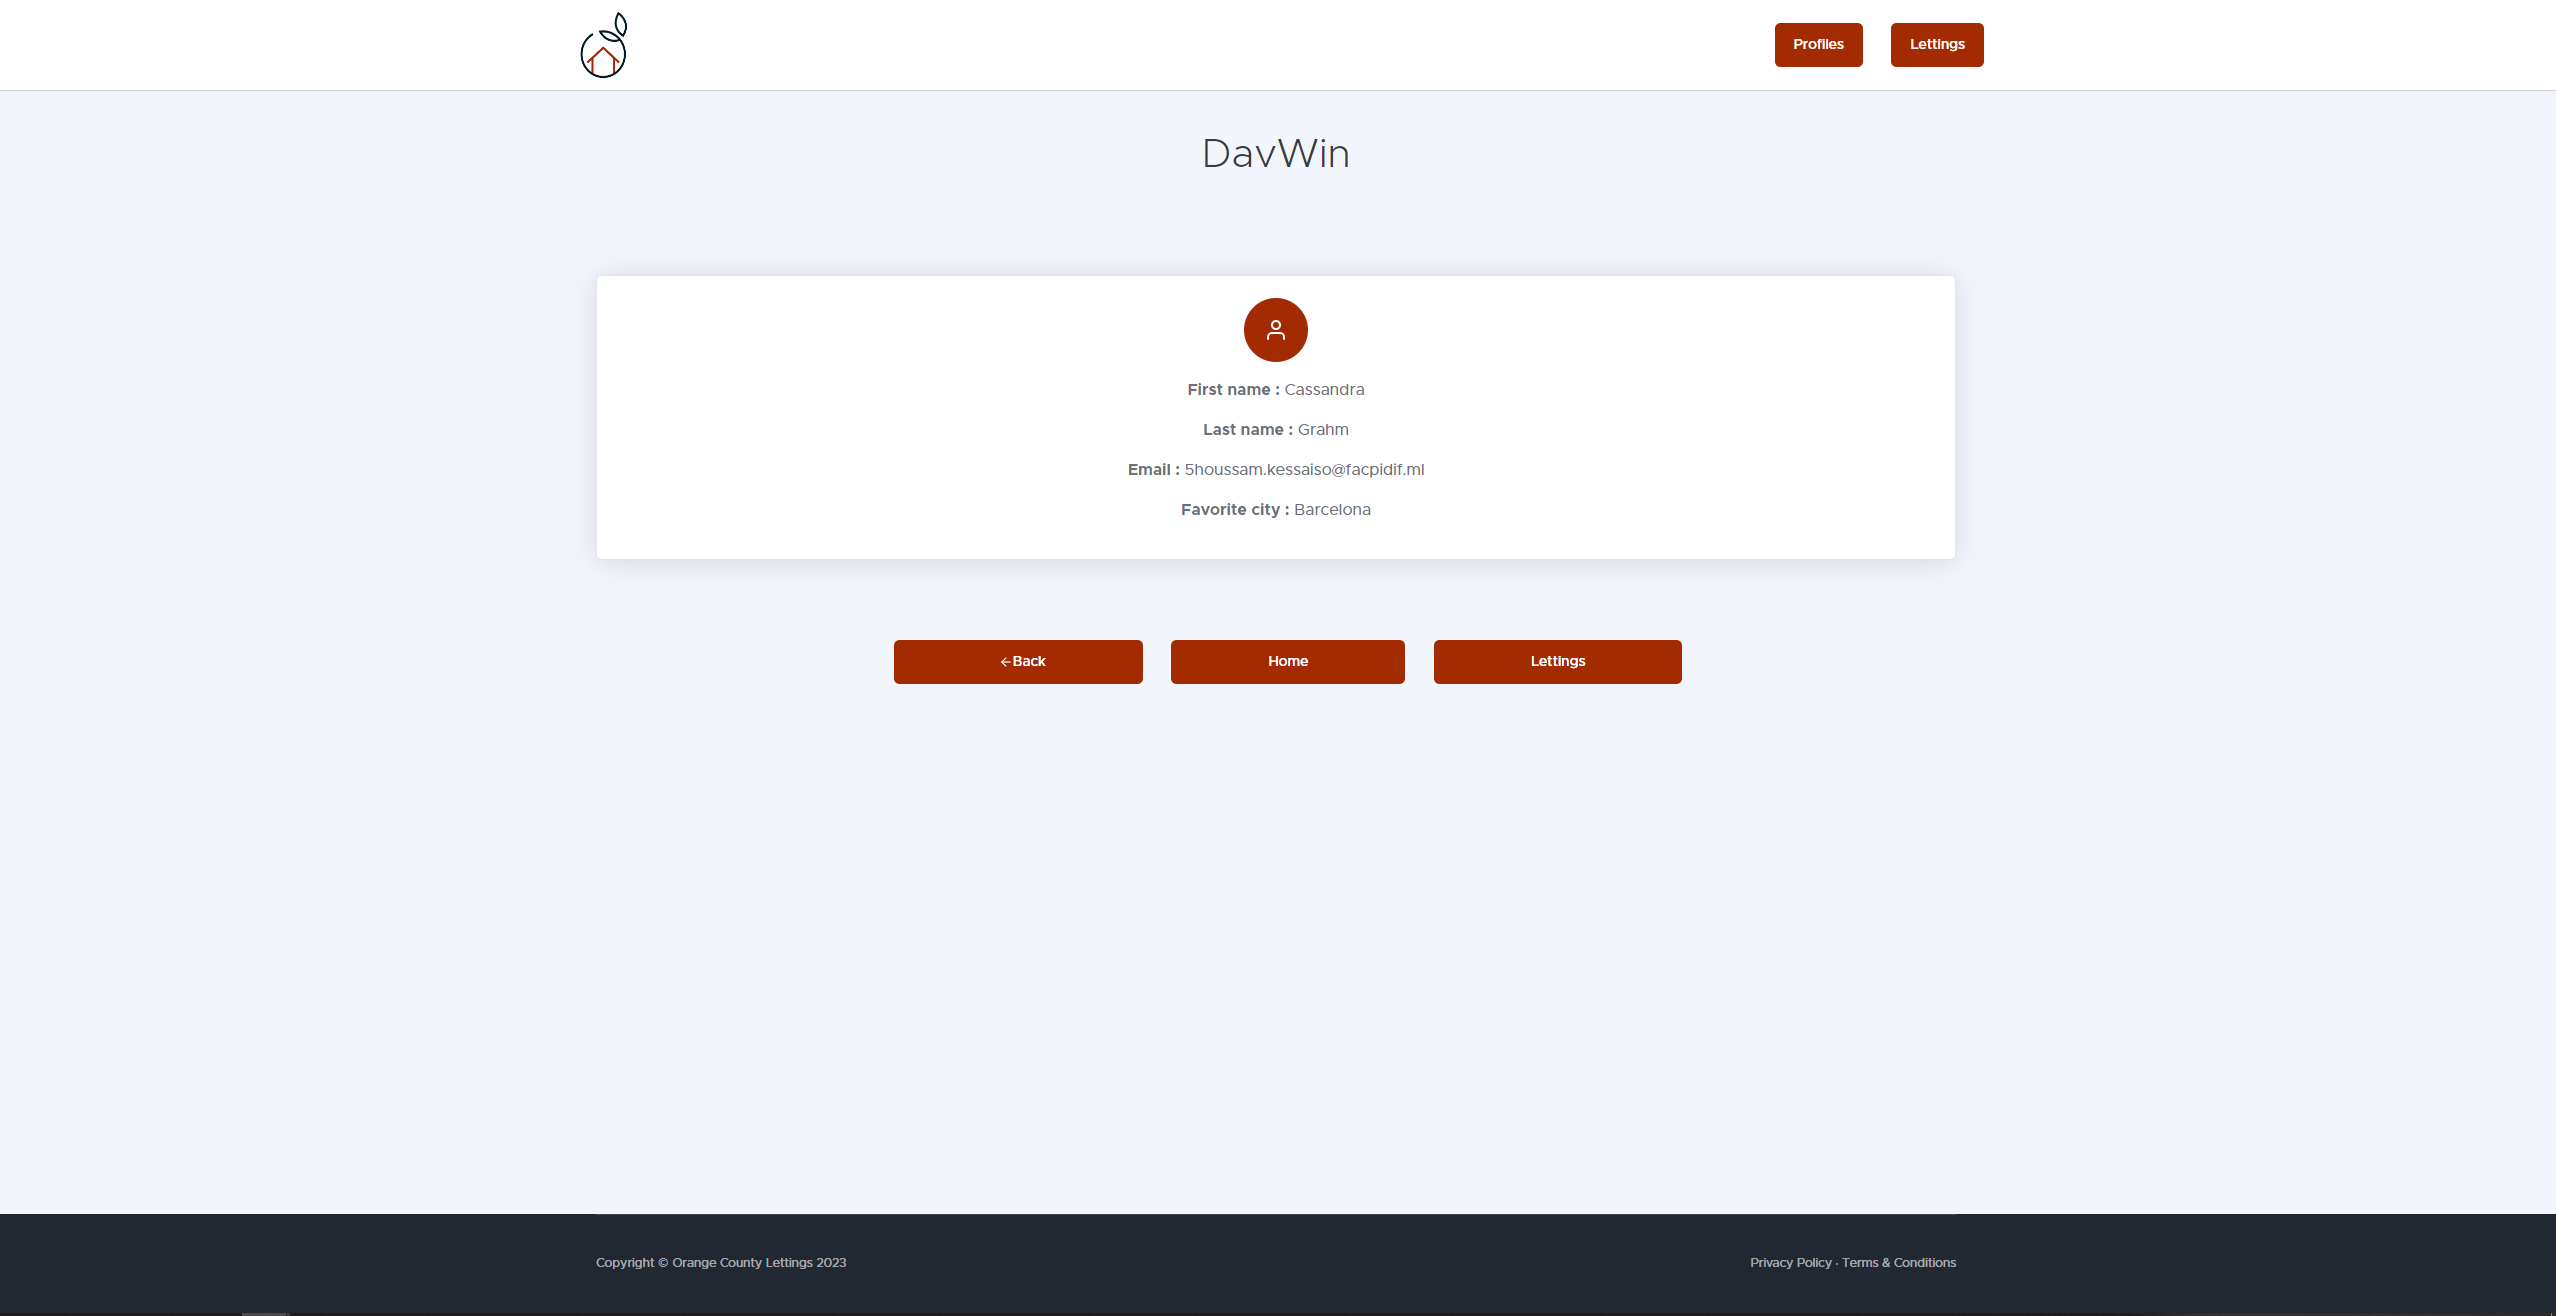 Profiles
Lettings
DavWin
First name : Cassandra
Last name : Grahm
Email : 5houssam.kessaiso@facpidif.ml
Favorite city : Barcelona
←Back
Home
Lettings
Copyright © Orange County Lettings 2023
Privacy Policy · Terms & Conditions